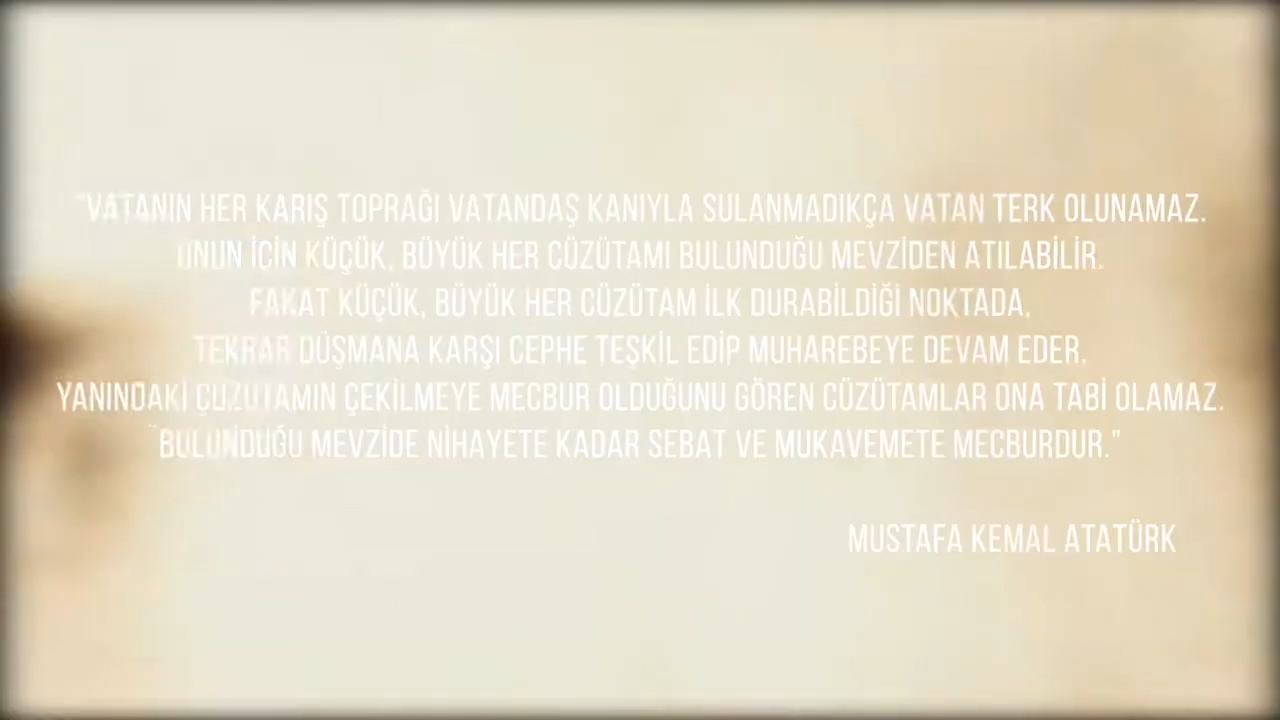 "VATANIN HER KARIŞ TOPRAĞI VATANDAŞ KANIYLA SULANMADIKÇA VATAN TERK OLUNAMAZ.
ONUN İÇİN KÜÇÜK, BÜYÜK HER CÜZÜTAMI BULUNDUĞU MEVZİDEN ATILABİLİR.
FAKAT KÜÇÜK, BÜYÜK HER CÜZÜTAM İLK DURABİLDİĞİ NOKTADA,
TEKRAR DÜŞMANA KARŞI CEPHE TEŞKİL EDİP MUHAREBEYE DEVAM EDER.
YANINDAKİ CÜZÜTAMIN ÇEKİLMEYE MECBUR OLDUĞUNU GÖREN CÜZÜTAMLAR ONA TABİ OLAMAZ.
BULUNDUĞU MEVZİDE NİHAYETE KADAR SEBAT VE MUKAVEMETE MECBURDUR."
MUSTAFA KEMAL ATATÜRK